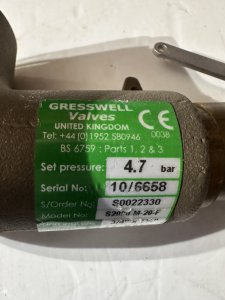 GRESSWELL
Valves
UNITED KINGDOM
CE
Tel: +44 (0)1952 580946
0038
BS 6759 : Parts 1, 2 & 3
Set pressure: 4.7 bar
Serial No: 10/6658
S/Order No: S0022330
Model No: